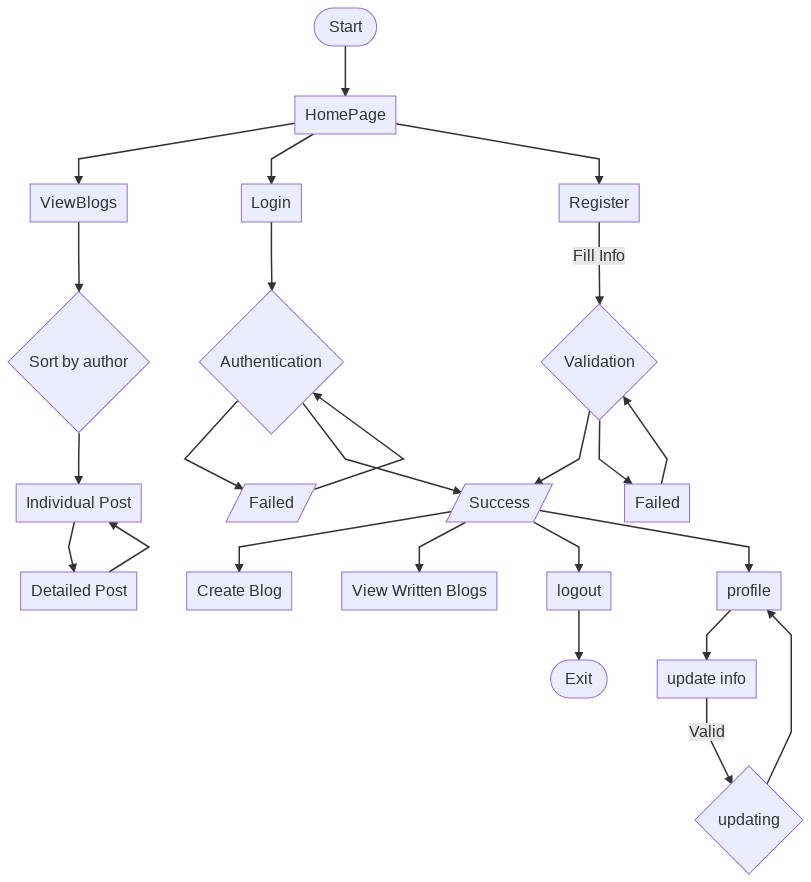 Start
HomePage
ViewBlogs
Login
Register
Fill Info
Sort by author
Authentication
Validation
Individual Post
Failed
Success
Failed
Detailed Post
Create Blog
View Written Blogs
logout
profile
Exit
update info
Valid
updating